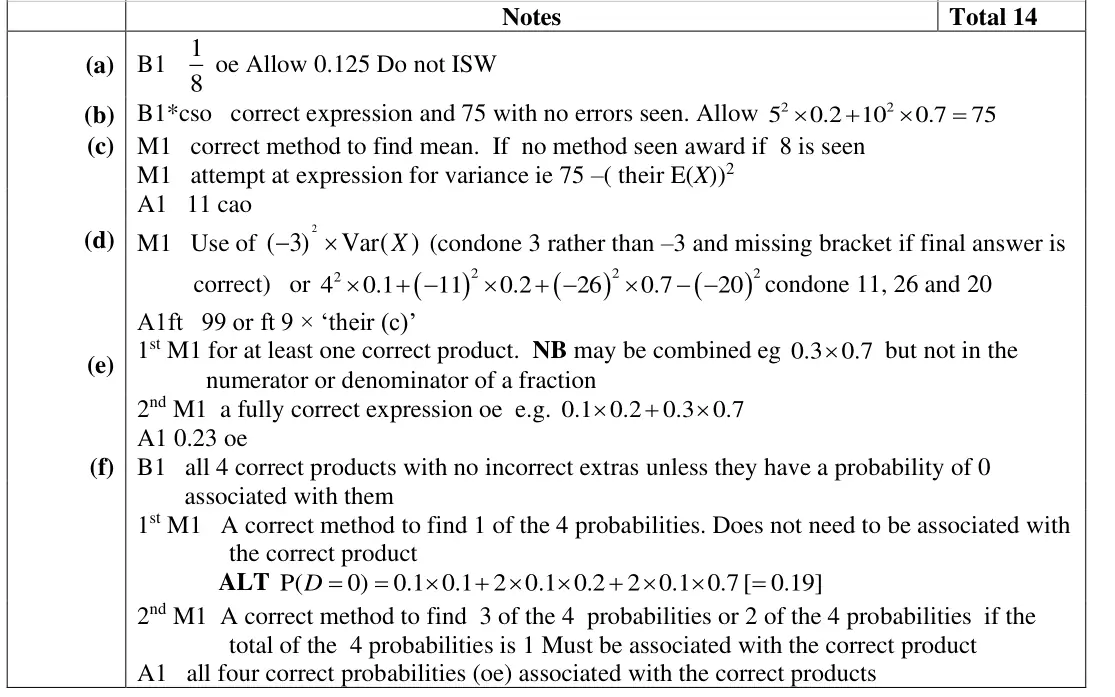 Notes Total 14
(a) B1 1/8 oe Allow 0.125 Do not ISW
(b) B1*cso correct expression and 75 with no errors seen. Allow 5² × 0.2 + 10² × 0.7 = 75
(c) M1 correct method to find mean. If no method seen award if 8 is seen
M1 attempt at expression for variance ie 75 –( their E(X))²
A1 11 cao
(d) M1 Use of (−3)² × Var(X) (condone 3 rather than –3 and missing bracket if final answer is
correct) or 4² × 0.1 + (−11)² × 0.2 + (−26)² × 0.7 − (−20)² condone 11, 26 and 20
A1ft 99 or ft 9 × ‘their (c)’
(e) 1st M1 for at least one correct product. NB may be combined eg 0.3 × 0.7 but not in the
numerator or denominator of a fraction
2nd M1 a fully correct expression oe e.g. 0.1 × 0.2 + 0.3 × 0.7
A1 0.23 oe
(f) B1 all 4 correct products with no incorrect extras unless they have a probability of 0
associated with them
1st M1 A correct method to find 1 of the 4 probabilities. Does not need to be associated with
the correct product
ALT P(D = 0) = 0.1 × 0.1 + 2 × 0.1 × 0.2 + 2 × 0.1 × 0.7 [= 0.19]
2nd M1 A correct method to find 3 of the 4 probabilities or 2 of the 4 probabilities if the
total of the 4 probabilities is 1 Must be associated with the correct product
A1 all four correct probabilities (oe) associated with the correct products